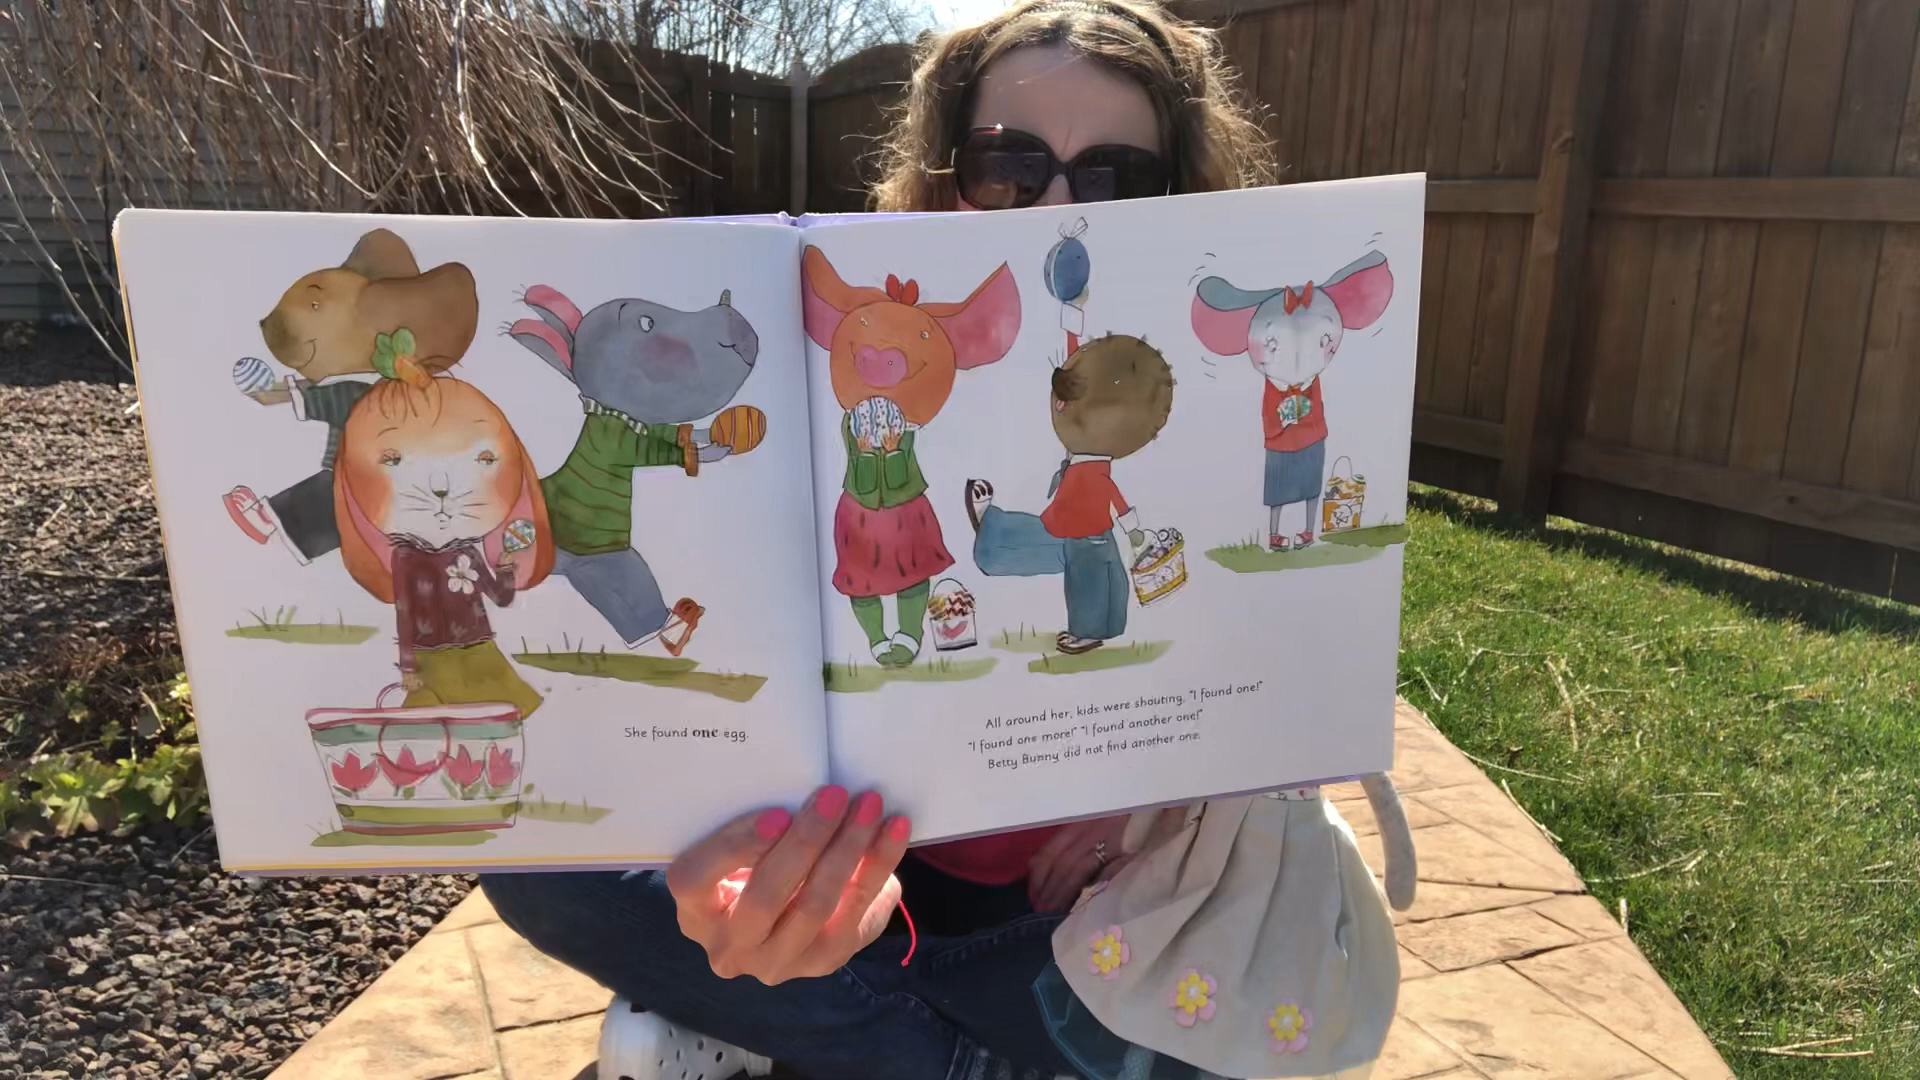 She found one egg.
All around her, kids were shouting, "I found one!"
"I found one more!" "I found another one!"
Betty Bunny did not find another one.